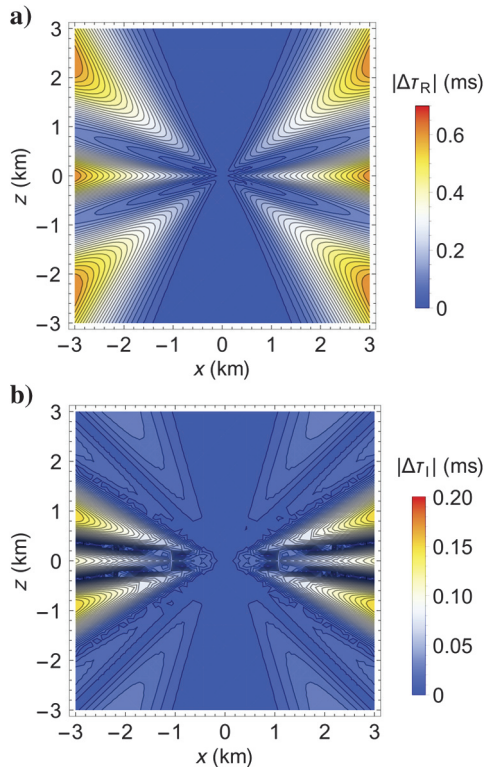 a)
|Δτ_R| (ms)
3
2
1
0
−1
−2
−3
z (km)
−3 −2 −1 0 1 2 3
x (km)
0.6
0.4
0.2
0
b)
|Δτ_I| (ms)
3
2
1
0
−1
−2
−3
z (km)
−3 −2 −1 0 1 2 3
x (km)
0.20
0.15
0.10
0.05
0